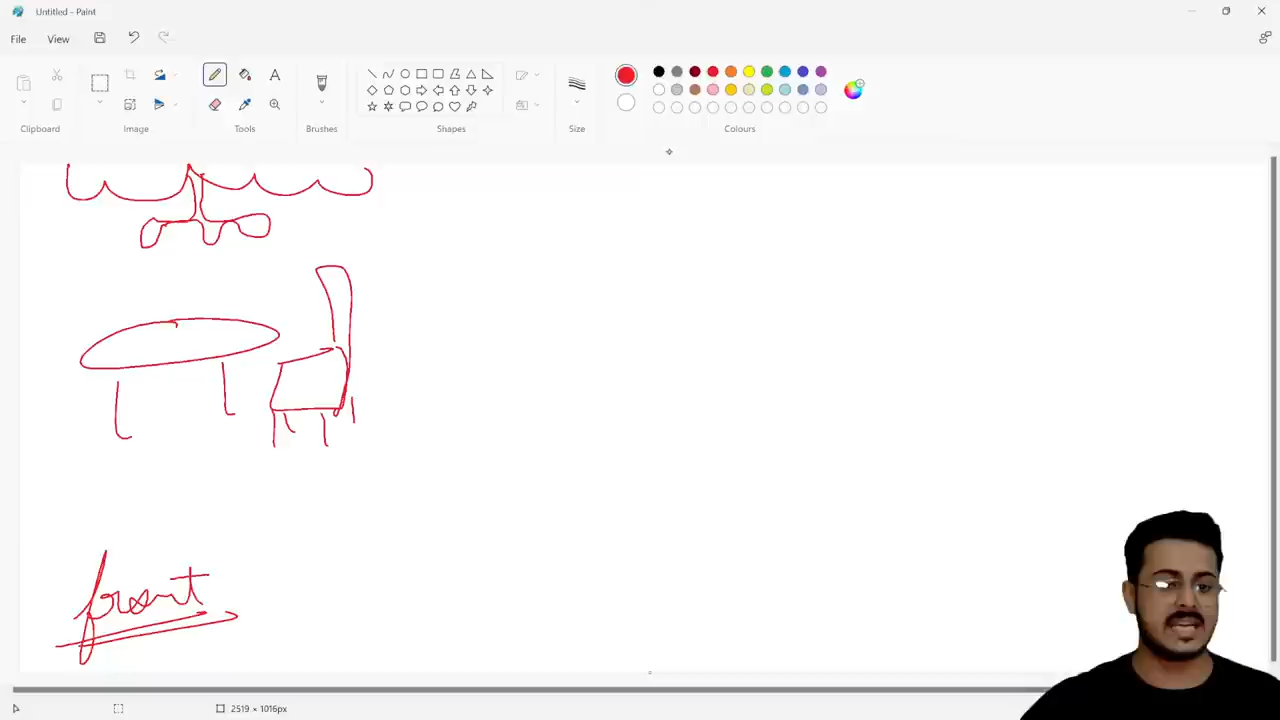 Untitled - Paint
File View
Clipboard Image Tools Brushes Shapes Size Colours
front
2519 × 1016px